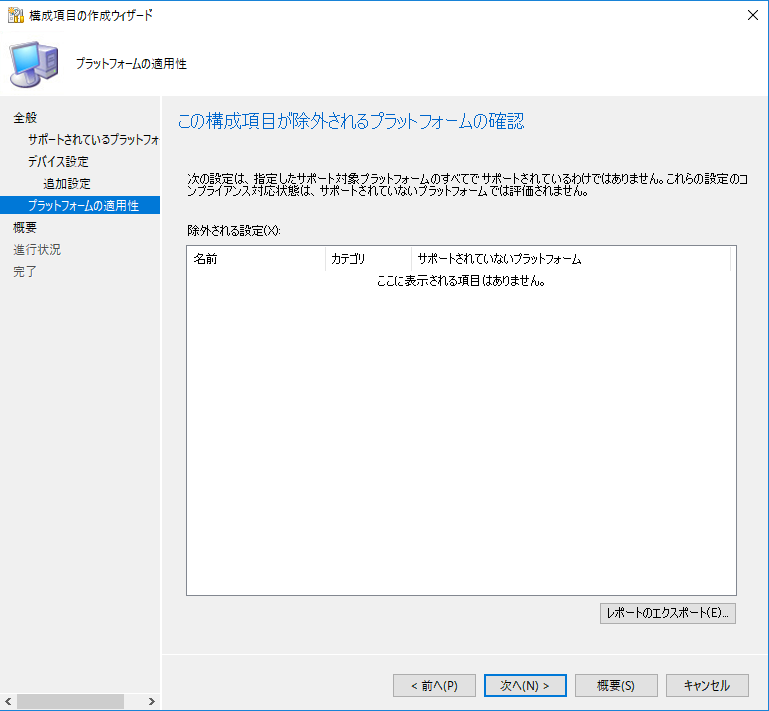 構成項目の作成ウィザード
プラットフォームの適用性
全般
サポートされているプラットフォ
デバイス設定
追加設定
プラットフォームの適用性
概要
進行状況
完了
この構成項目が除外されるプラットフォームの確認
次の設定は、指定したサポート対象プラットフォームのすべてでサポートされているわけではありません。これらの設定のコ
ンプライアンス対応状態は、サポートされていないプラットフォームでは評価されません。
除外される設定(X):
名前 カテゴリ サポートされていないプラットフォーム
ここに表示される項目はありません。
レポートのエクスポート(E)...
< 前へ(P) 次へ(N) > 概要(S) キャンセル